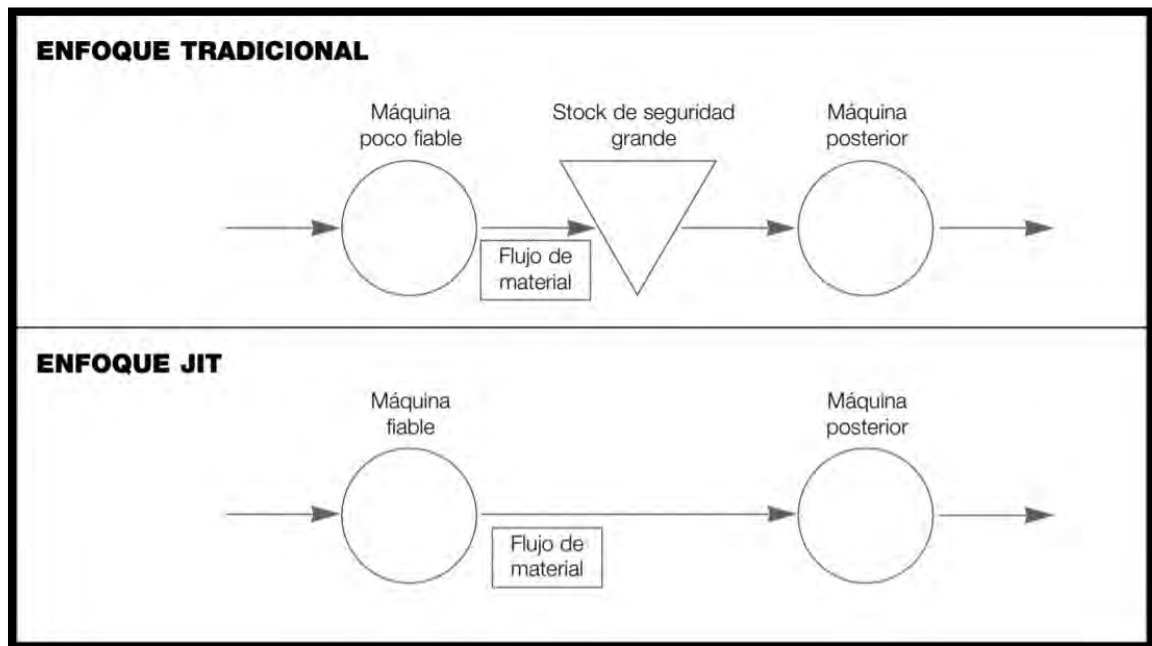 ENFOQUE TRADICIONAL
Máquina
poco fiable
Stock de seguridad
grande
Máquina
posterior
Flujo de
material
ENFOQUE JIT
Máquina
fiable
Máquina
posterior
Flujo de
material